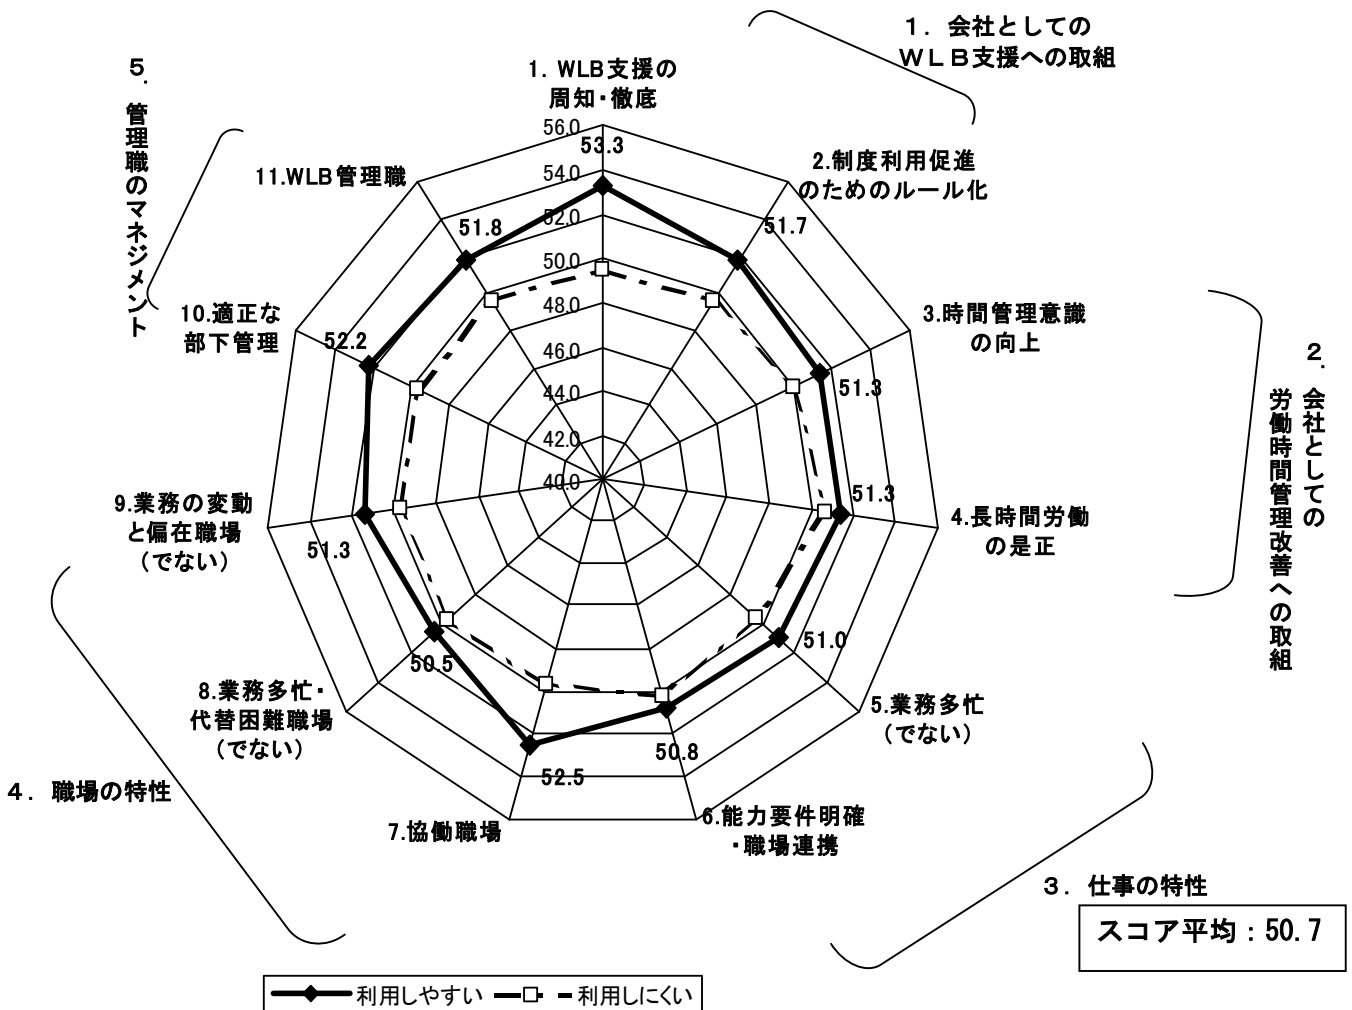 1. 会社としての
WLB支援への取組
5. 管理職のマネジメント
1. WLB支援の
周知・徹底
56.0
53.3
54.0
52.0
50.0
48.0
46.0
44.0
42.0
40.0
2.制度利用促進
のためのルール化
51.7
11.WLB管理職
51.8
10.適正な
部下管理
52.2
3.時間管理意識
の向上
51.3
2. 会社としての
労働時間管理改善への取組
51.3
4.長時間労働
の是正
9.業務の変動
と偏在職場
(でない)
51.3
51.0
5.業務多忙
(でない)
50.5
8.業務多忙・
代替困難職場
(でない)
50.8
52.5
6.能力要件明確
・職場連携
7.協働職場
4. 職場の特性
3. 仕事の特性
スコア平均：50.7
利用しやすい
利用しにくい